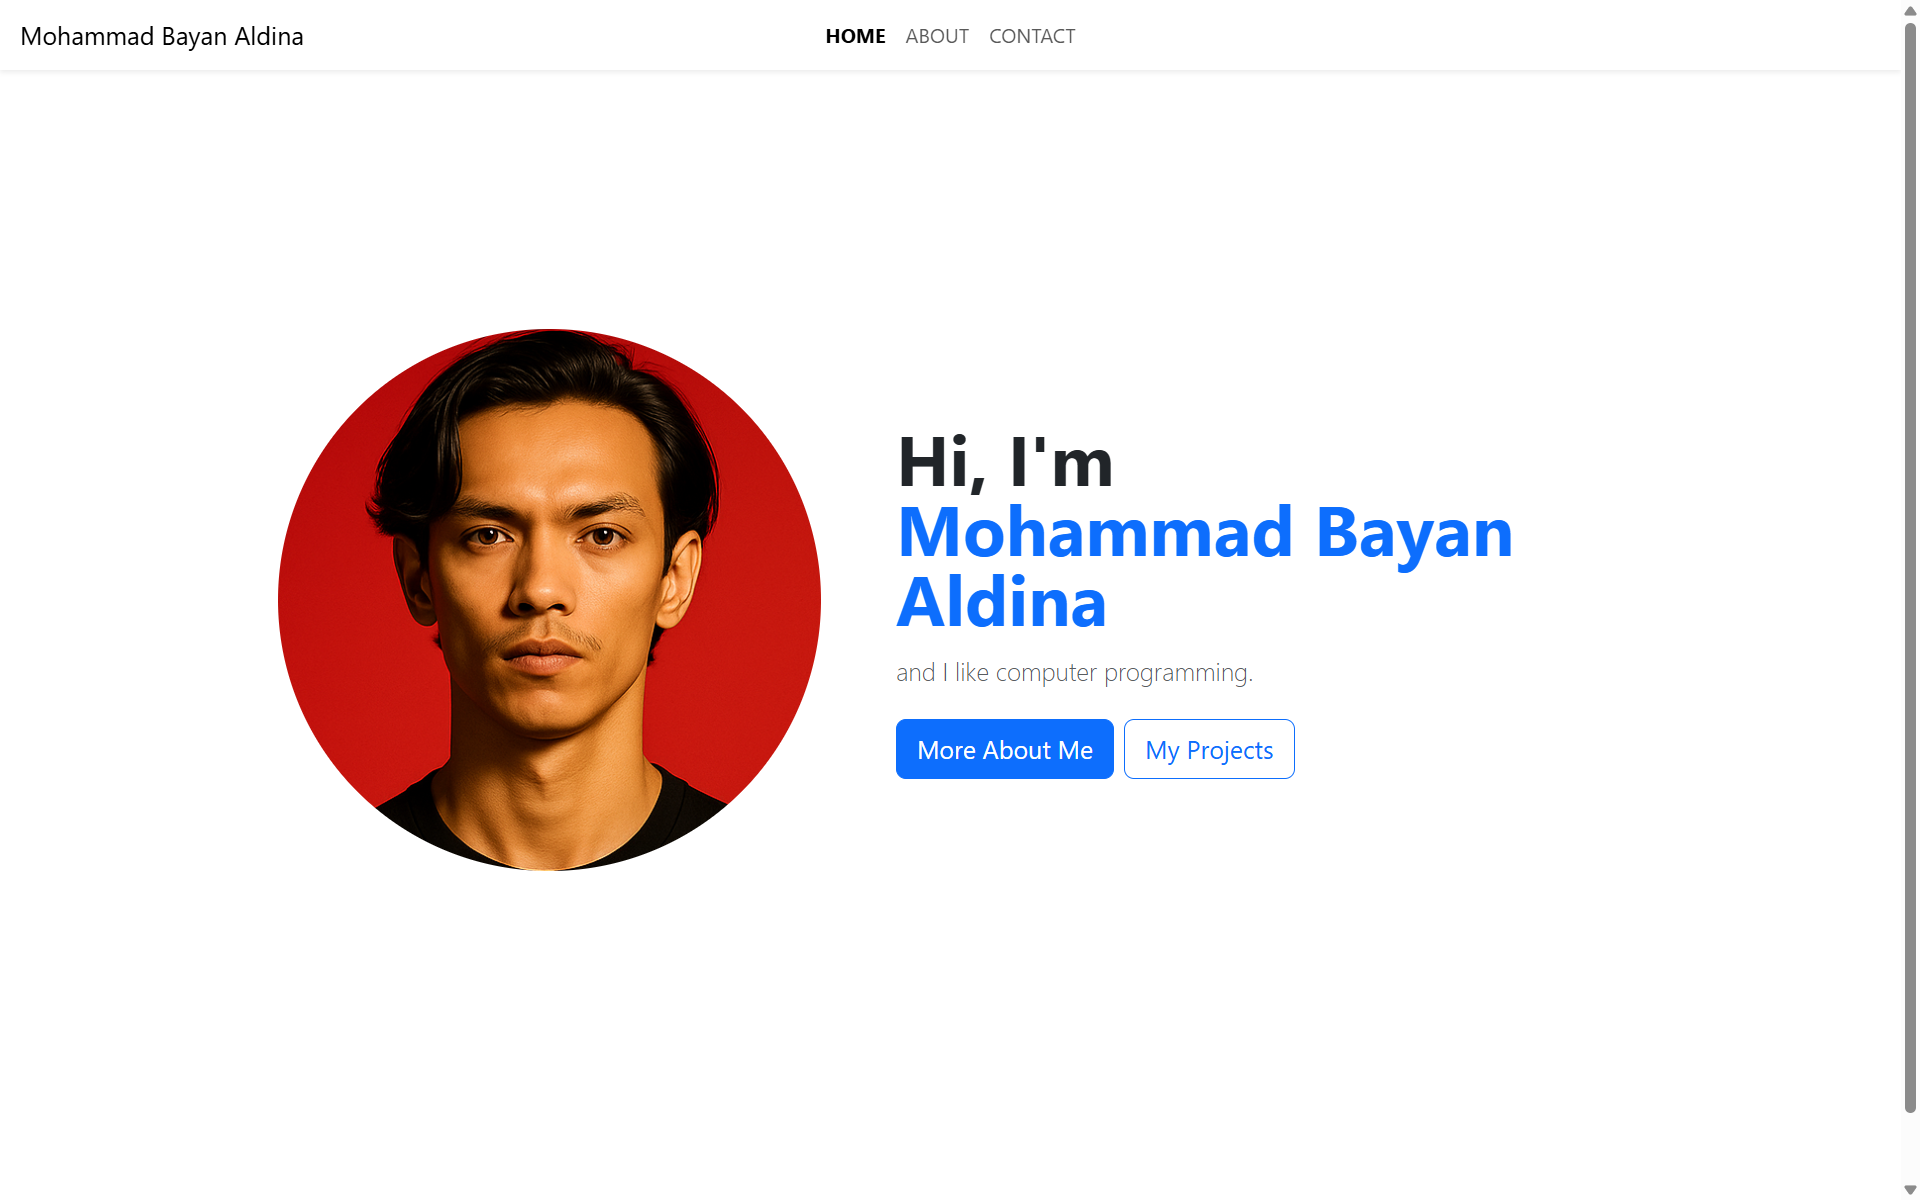 Mohammad Bayan Aldina
HOME ABOUT CONTACT
Hi, I'm
Mohammad Bayan
Aldina
and I like computer programming.
More About Me My Projects